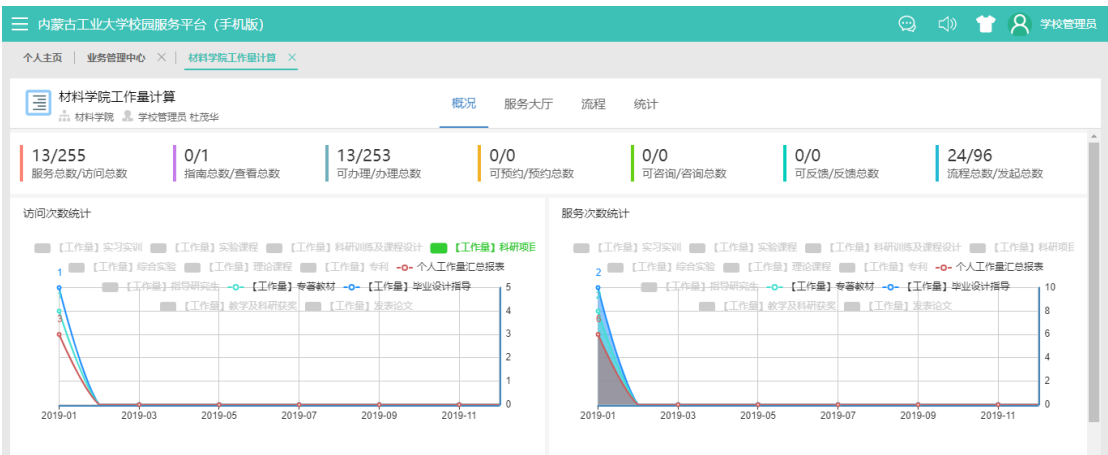 内蒙古工业大学校园服务平台（手机版）
学校管理员
个人主页 业务管理中心 材料学院工作量计算
材料学院工作量计算
材料学院 学校管理员 杜茂华
概况 服务大厅 流程 统计
13/255 0/1 13/253 0/0 0/0 0/0 24/96
服务总数/访问总数 指南总数/查看总数 可办理/办理总数 可预约/预约总数 可咨询/咨询总数 可反馈/反馈总数 流程总数/发起总数
访问次数统计
【工作量】实习实训 【工作量】实验课程 【工作量】科研训练及课程设计 【工作量】科研项目
【工作量】综合实验 【工作量】理论课程 【工作量】专利 个人工作量汇总报表
【工作量】指导研究生 【工作量】专著教材 【工作量】毕业设计指导
【工作量】教学及科研获奖 【工作量】发表论文
1
3
5
4
3
2
1
0
2019-01 2019-03 2019-05 2019-07 2019-09 2019-11
服务次数统计
【工作量】实习实训 【工作量】实验课程 【工作量】科研训练及课程设计 【工作量】科研项目
【工作量】综合实验 【工作量】理论课程 【工作量】专利 个人工作量汇总报表
【工作量】指导研究生 【工作量】专著教材 【工作量】毕业设计指导
【工作量】教学及科研获奖 【工作量】发表论文
2
6
10
8
6
4
2
0
2019-01 2019-03 2019-05 2019-07 2019-09 2019-11